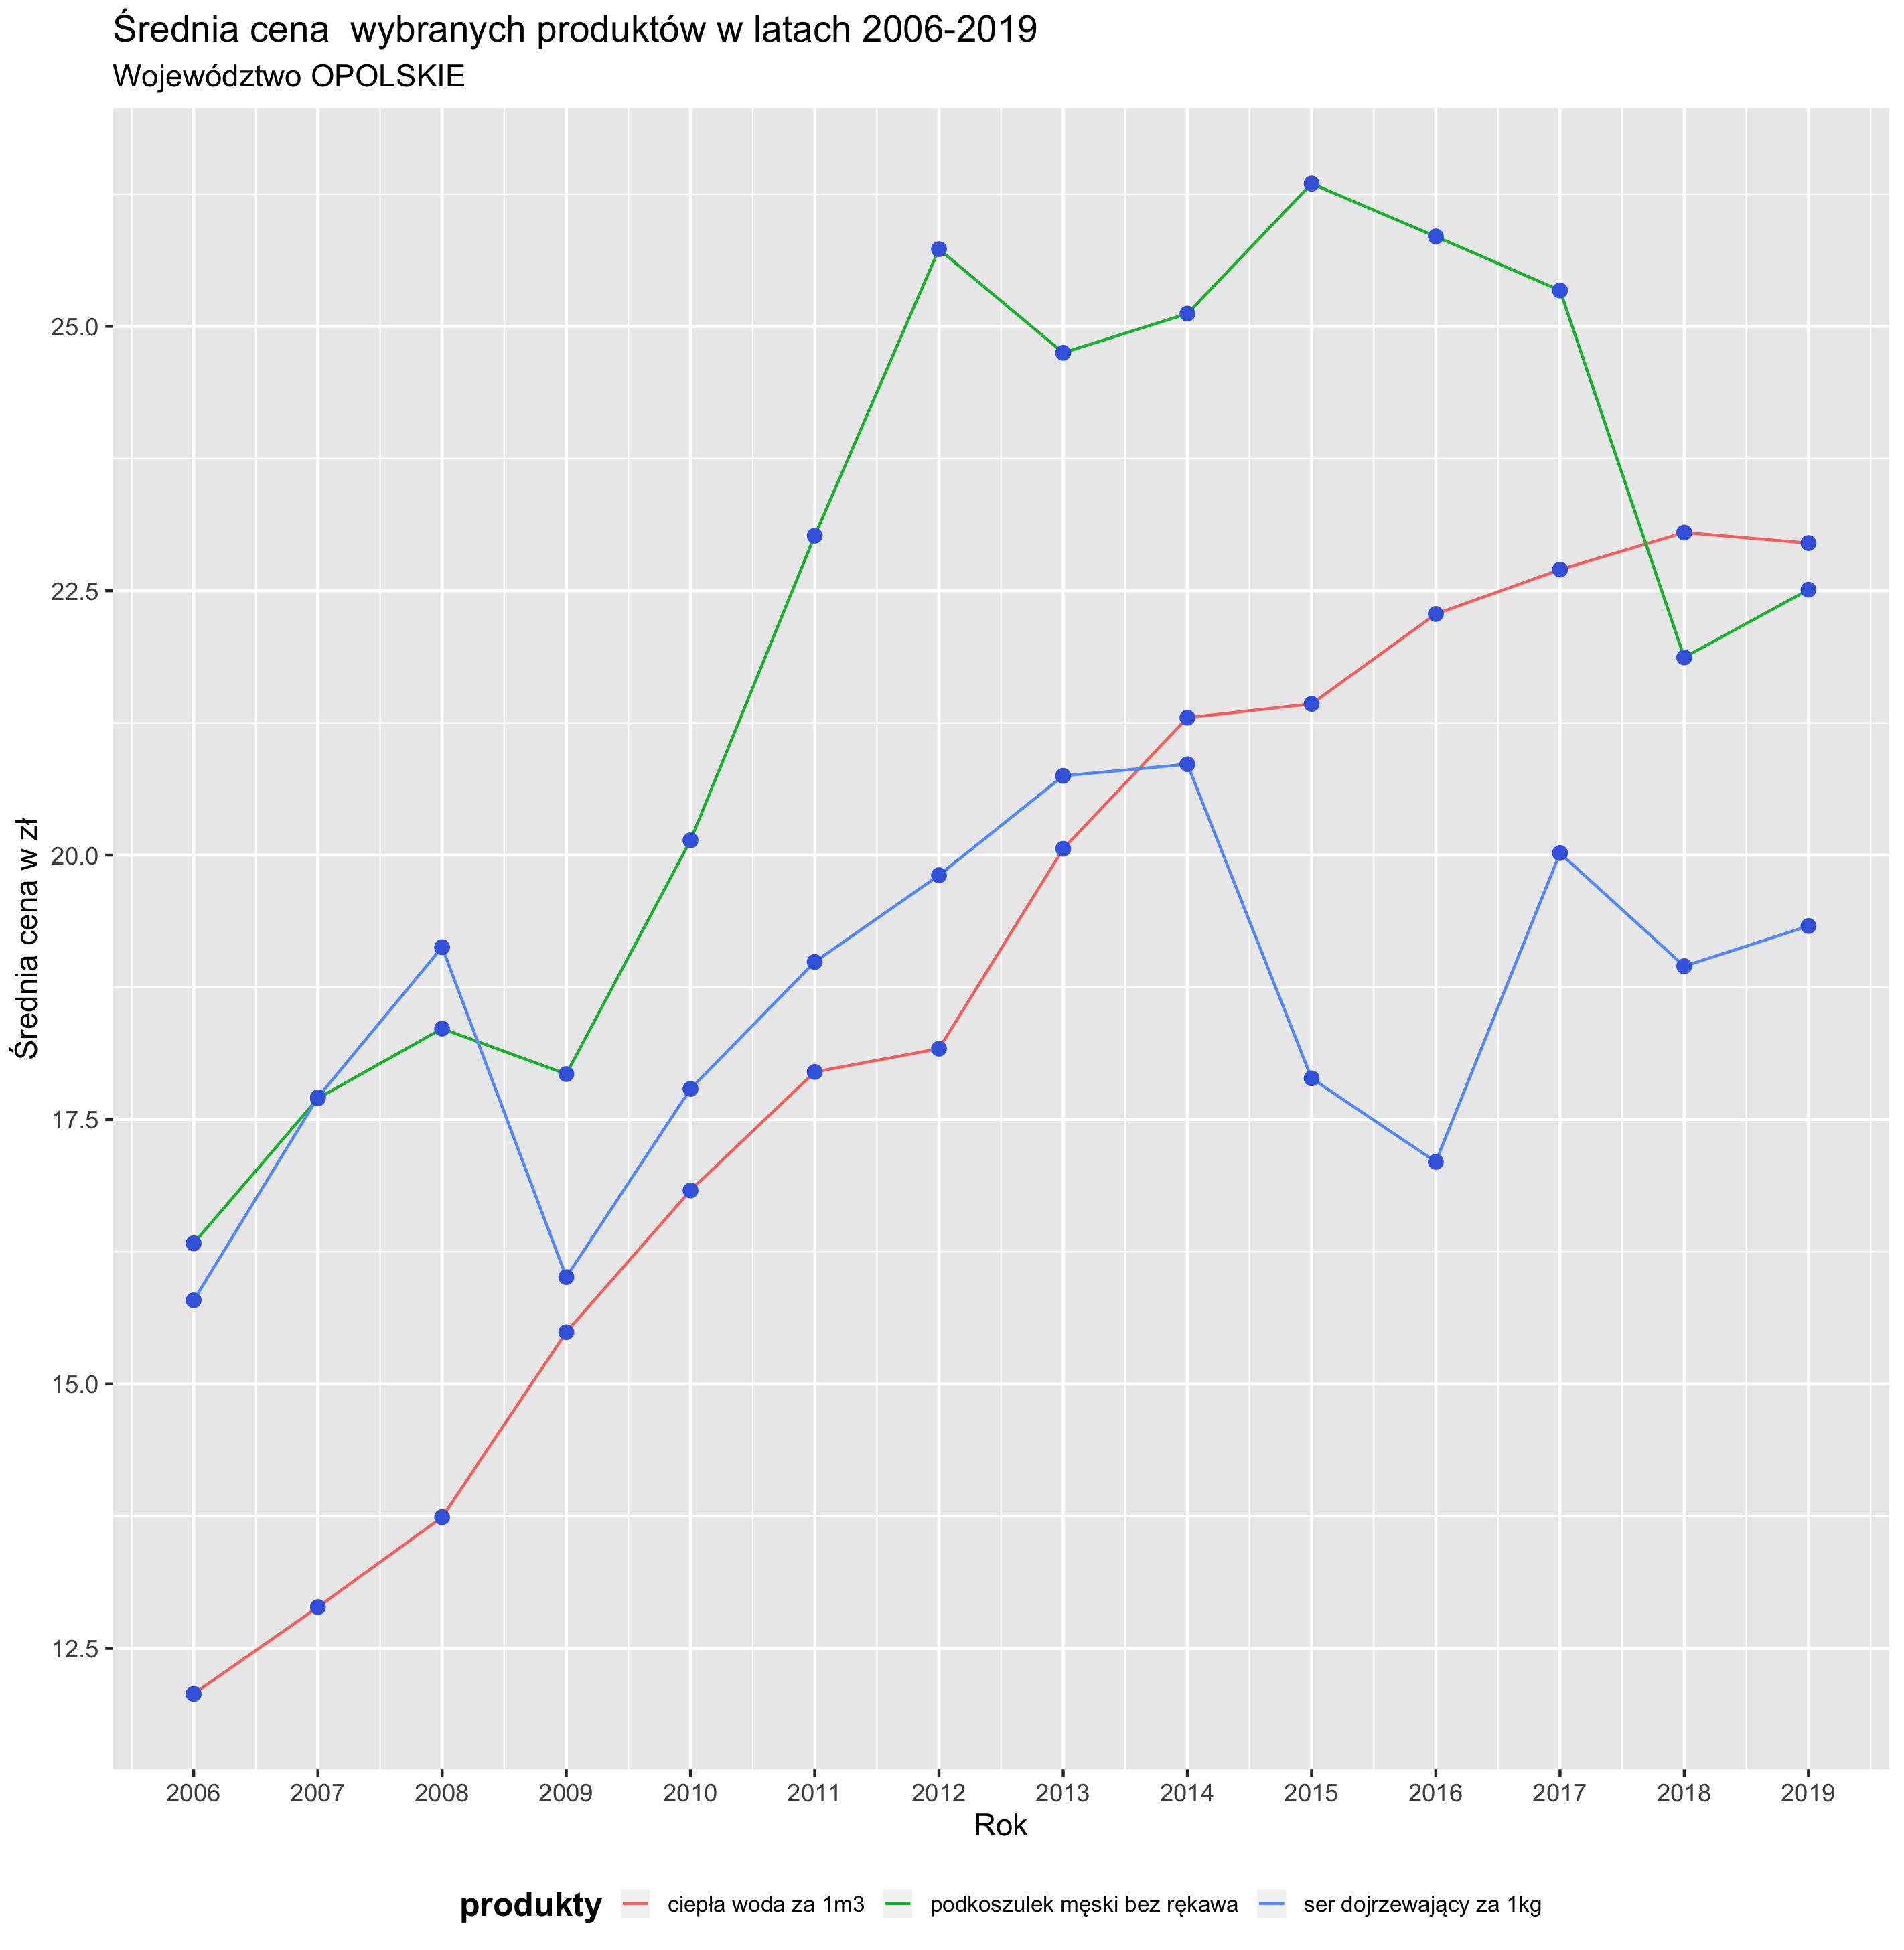 Średnia cena  wybranych produktów w latach 2006-2019
Województwo OPOLSKIE
Średnia cena w zł
25.0
22.5
20.0
17.5
15.0
12.5
2006 2007 2008 2009 2010 2011 2012 2013 2014 2015 2016 2017 2018 2019
Rok
produkty ciepła woda za 1m3 podkoszulek męski bez rękawa ser dojrzewający za 1kg